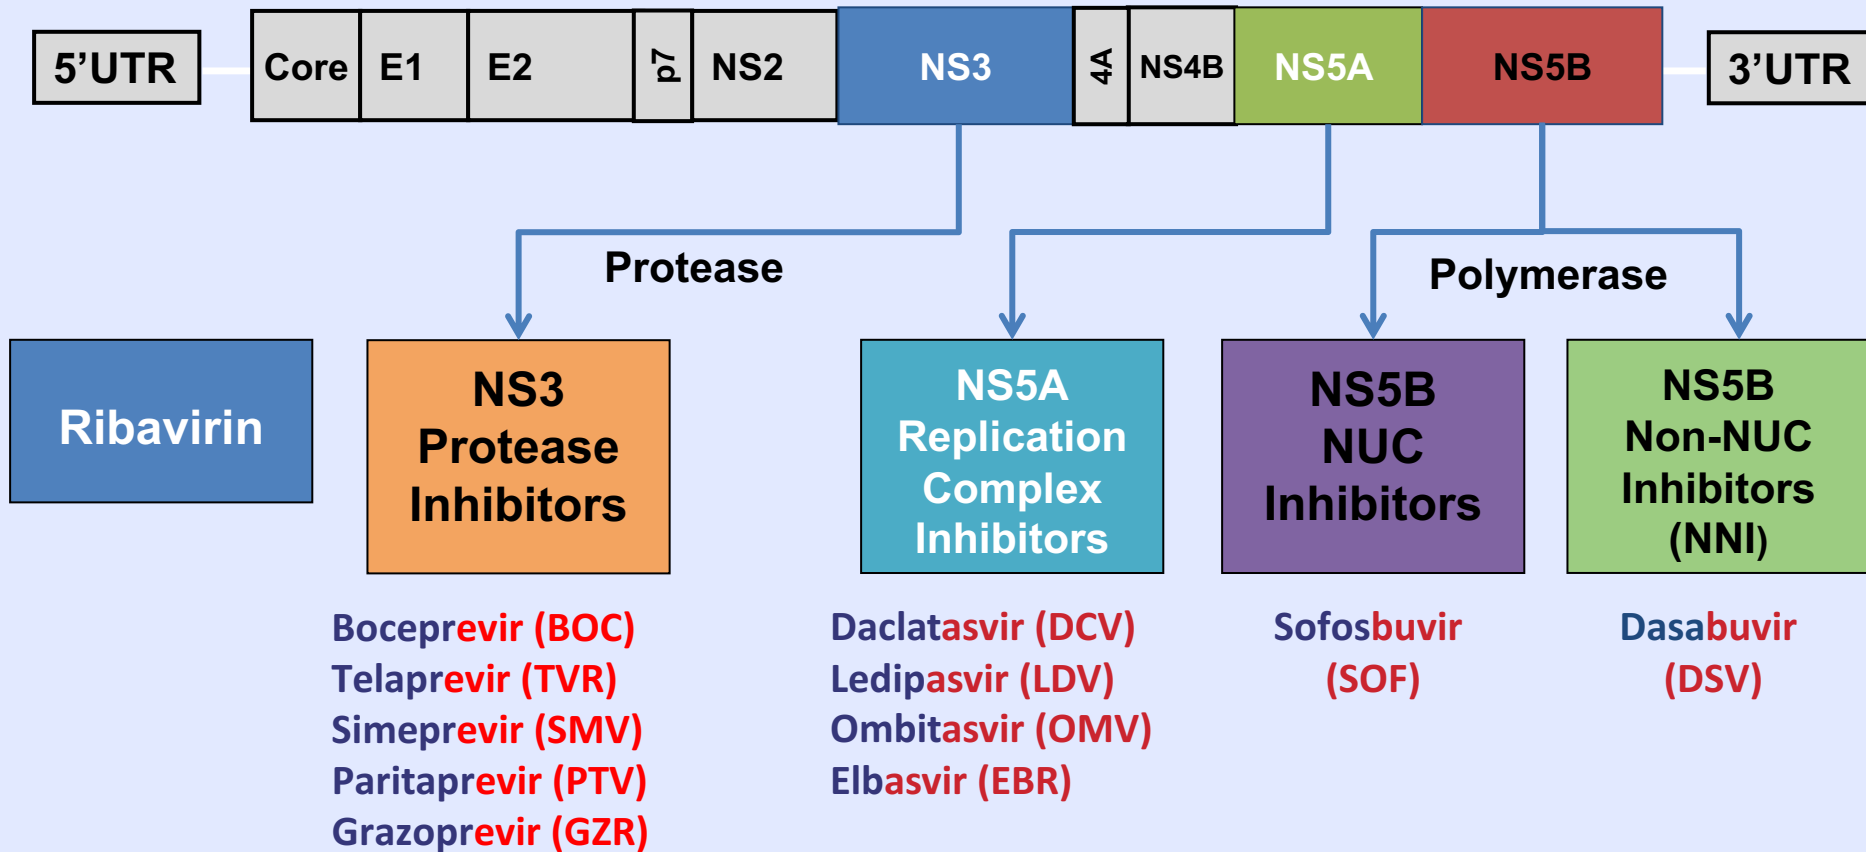 5’UTR
Core
E1
E2
p7
NS2
NS3
4A
NS4B
NS5A
NS5B
3’UTR
Protease
Polymerase
Ribavirin
NS3
Protease
Inhibitors
NS5A
Replication
Complex
Inhibitors
NS5B
NUC
Inhibitors
NS5B
Non-NUC
Inhibitors
(NNI)
Boceprevir (BOC)
Telaprevir (TVR)
Simeprevir (SMV)
Paritaprevir (PTV)
Grazoprevir (GZR)
Daclatasvir (DCV)
Ledipasvir (LDV)
Ombitasvir (OMV)
Elbasvir (EBR)
Sofosbuvir
(SOF)
Dasabuvir
(DSV)